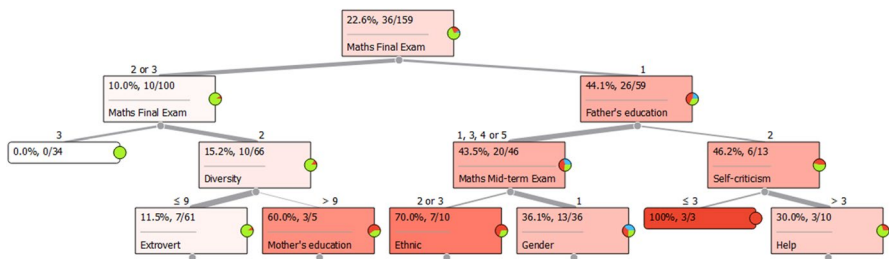 22.6%, 36/159
Maths Final Exam
2 or 3
1
10.0%, 10/100
Maths Final Exam
44.1%, 26/59
Father's education
3
2
1, 3, 4 or 5
2
0.0%, 0/34
15.2%, 10/66
Diversity
43.5%, 20/46
Maths Mid-term Exam
46.2%, 6/13
Self-criticism
≤ 9
> 9
2 or 3
1
≤ 3
> 3
11.5%, 7/61
Extrovert
60.0%, 3/5
Mother's education
70.0%, 7/10
Ethnic
36.1%, 13/36
Gender
100%, 3/3
30.0%, 3/10
Help